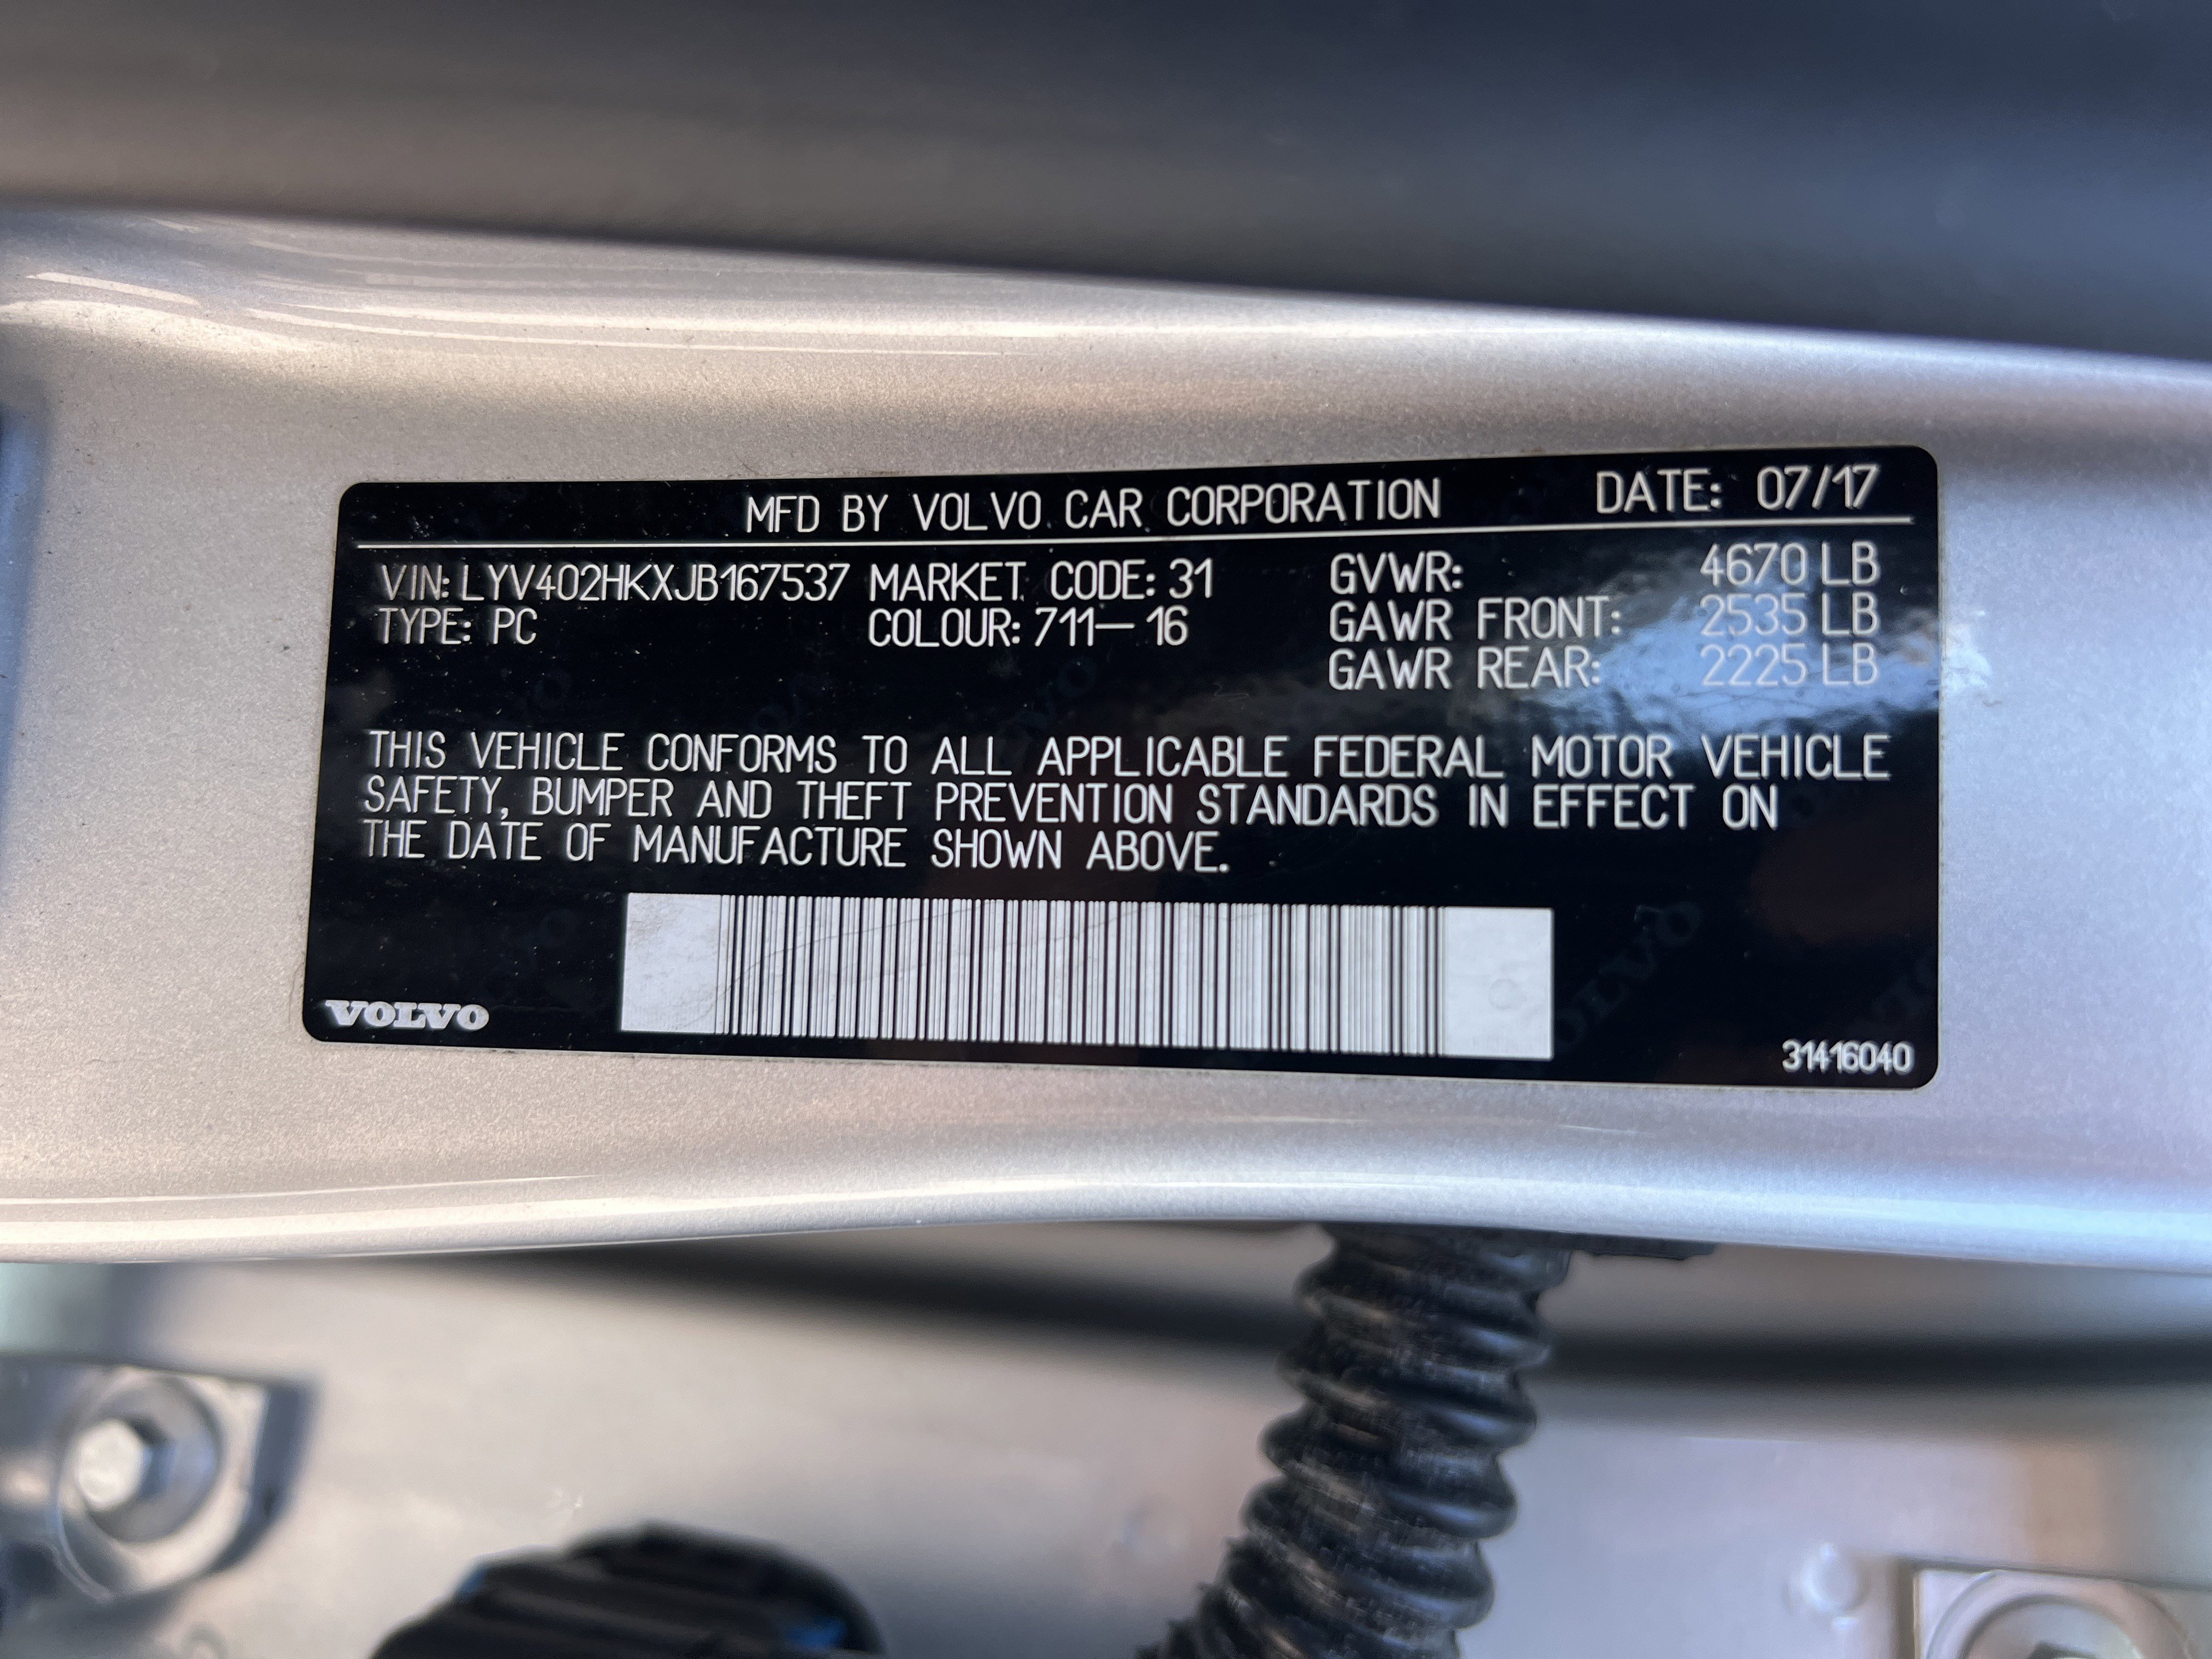 MFD BY VOLVO CAR CORPORATION DATE: 07/17
VIN: LYV402HKXJB167537 MARKET CODE: 31 GVWR: 4670 LB
TYPE: PC COLOUR: 711-16 GAWR FRONT: 2535 LB
GAWR REAR: 2225 LB
THIS VEHICLE CONFORMS TO ALL APPLICABLE FEDERAL MOTOR VEHICLE
SAFETY, BUMPER AND THEFT PREVENTION STANDARDS IN EFFECT ON
THE DATE OF MANUFACTURE SHOWN ABOVE.
VOLVO
31416040